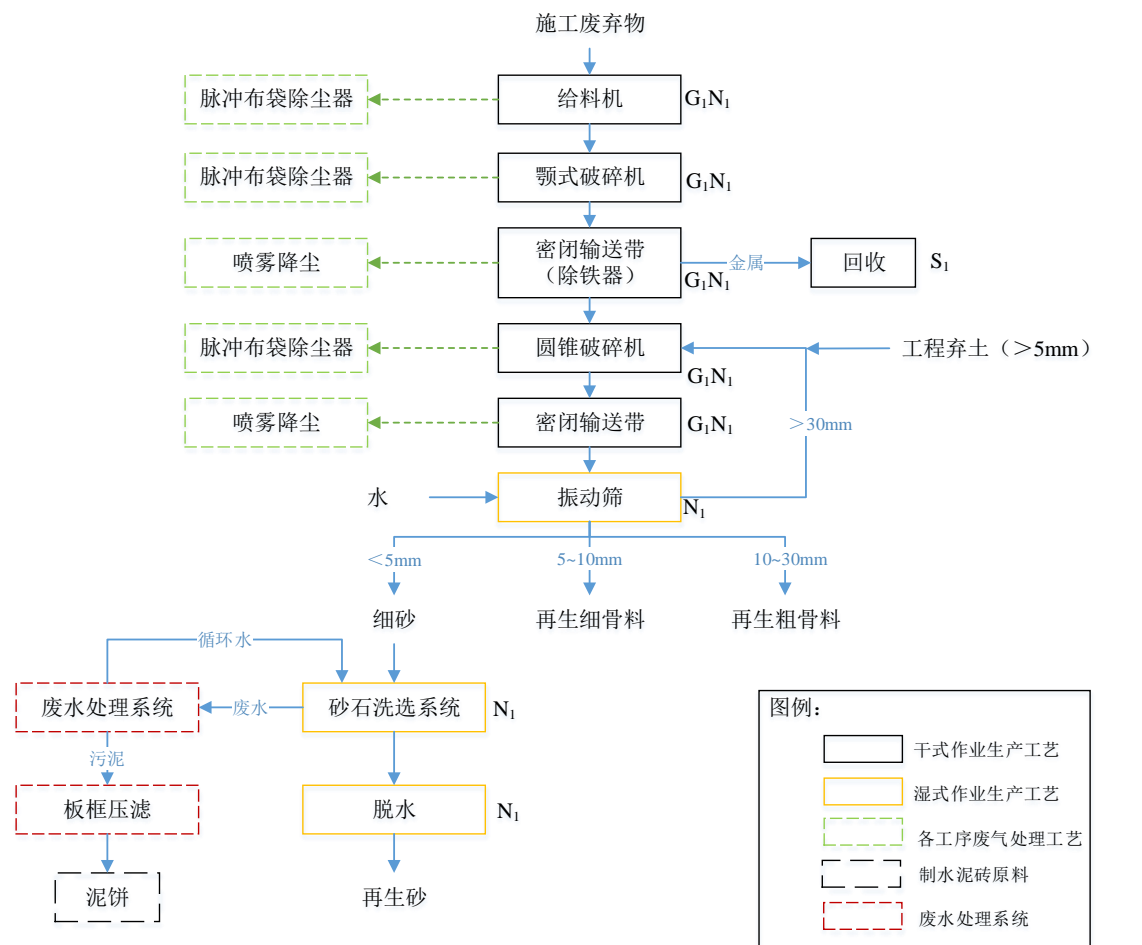 施工废弃物
脉冲布袋除尘器
给料机
G₁N₁
脉冲布袋除尘器
颚式破碎机
G₁N₁
喷雾降尘
密闭输送带
（除铁器）
G₁N₁
金属
回收
S₁
脉冲布袋除尘器
圆锥破碎机
G₁N₁
工程弃土（＞5mm）
喷雾降尘
密闭输送带
G₁N₁
＞30mm
水
振动筛
N₁
＜5mm
5~10mm
10~30mm
细砂
再生细骨料
再生粗骨料
循环水
废水处理系统
废水
砂石洗选系统
N₁
污泥
板框压滤
脱水
N₁
泥饼
再生砂
图例：
干式作业生产工艺
湿式作业生产工艺
各工序废气处理工艺
制水泥砖原料
废水处理系统